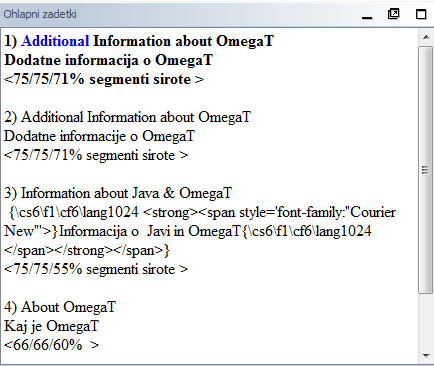 Ohlapni zadetki
1) Additional Information about OmegaT
Dodatne informacija o OmegaT
<75/75/71% segmenti sirote >
2) Additional Information about OmegaT
Dodatne informacije o OmegaT
<75/75/71% segmenti sirote >
3) Information about Java & OmegaT
{\cs6\f1\cf6\lang1024 <strong><span style='font-family:"Courier
New"'>}Informacija o  Javi in OmegaT{\cs6\f1\cf6\lang1024
</span></strong></span>}
<75/75/55% segmenti sirote >
4) About OmegaT
Kaj je OmegaT
<66/66/60%  >